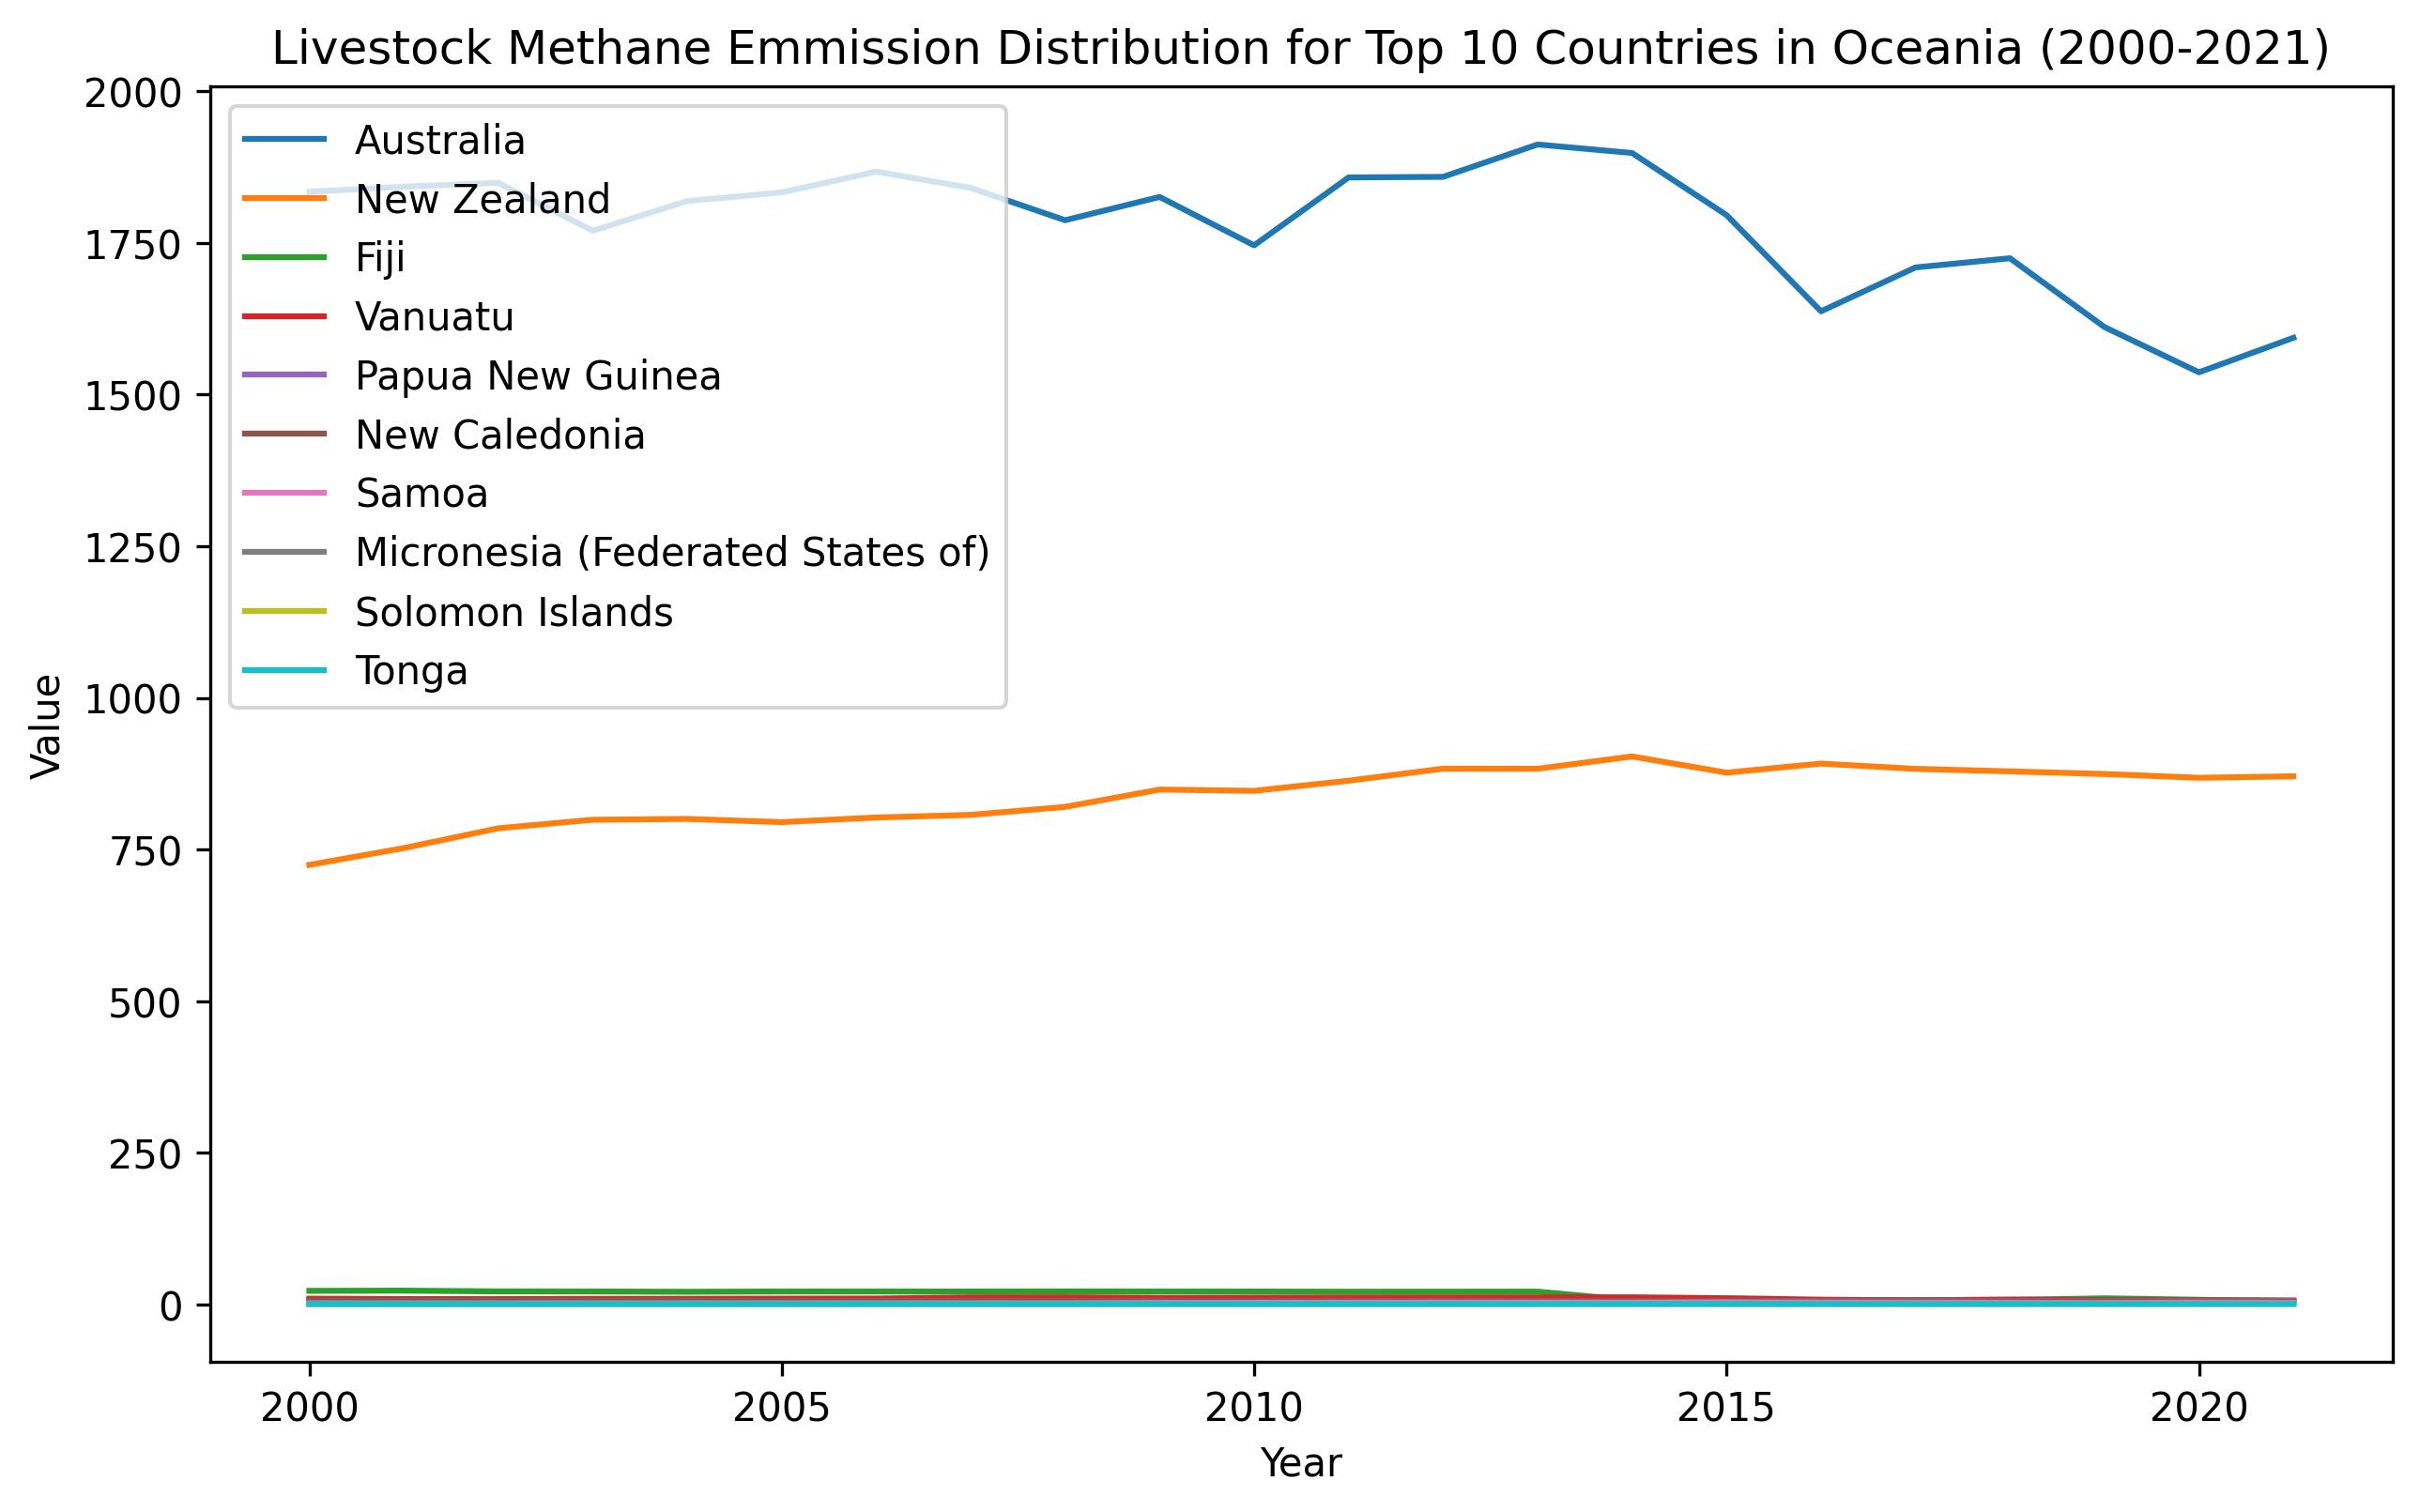 Livestock Methane Emmission Distribution for Top 10 Countries in Oceania (2000-2021)
2000
1750
1500
1250
1000
750
500
250
0
Value
Australia
New Zealand
Fiji
Vanuatu
Papua New Guinea
New Caledonia
Samoa
Micronesia (Federated States of)
Solomon Islands
Tonga
2000 2005 2010 2015 2020
Year